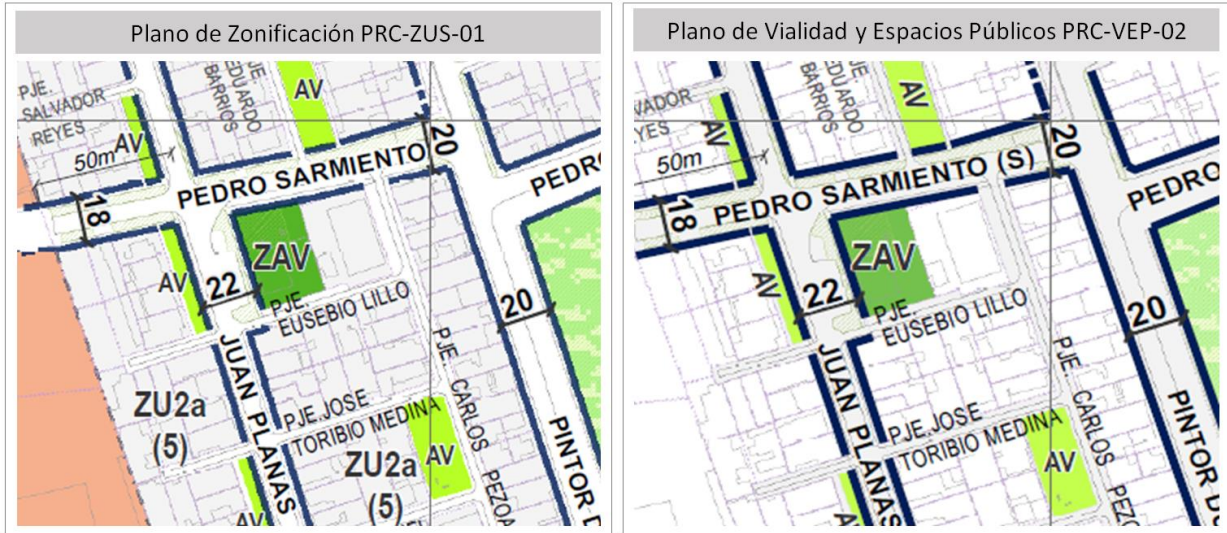 Plano de Zonificación PRC-ZUS-01
PJE.
SALVADOR
REYES
50m
AV
PJE
EDUARDO
BARRIOS
AV
20
18
PEDRO SARMIENTO
PEDRO
ZAV
AV
22
PJE.
EUSEBIO LILLO
20
JUAN PLANAS
ZU2a
(5)
PJE.JOSE
TORIBIO MEDINA
PJE. CARLOS PEZOA
ZU2a
(5)
AV
AV
PINTOR D
Plano de Vialidad y Espacios Públicos PRC-VEP-02
VADOR
YES
50m
AV
EDUARDO
BARRIOS
AV
20
18
PEDRO SARMIENTO (S)
PEDRO
ZAV
AV
22
PJE.
EUSEBIO LILLO
20
JUAN PLANAS
PJE.JOSE
TORIBIO MEDINA
PJE. CARLOS PEZO
AV
AV
PINTOR D